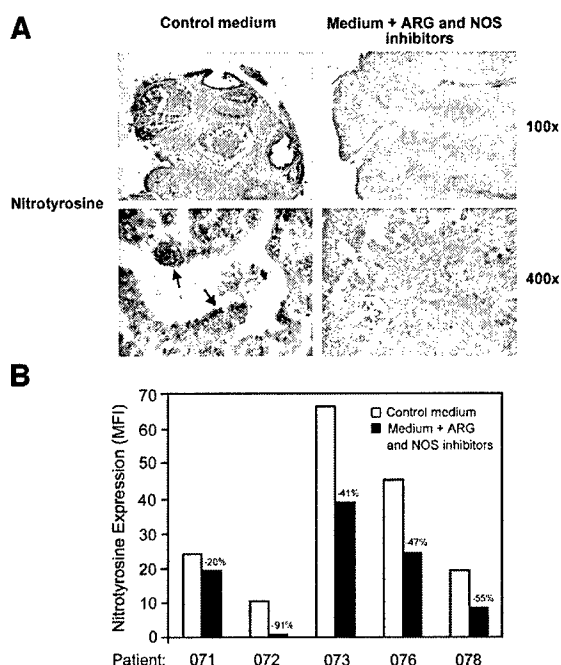 A
Control medium
Medium + ARG and NOS
inhibitors
100x
Nitrotyrosine
400x
B
Nitrotyrosine Expression (MFI)
70
60
50
40
30
20
10
0
Control medium
Medium + ARG
and NOS inhibitors
-20%
-91%
-41%
-47%
-55%
Patient: 071 072 073 076 078